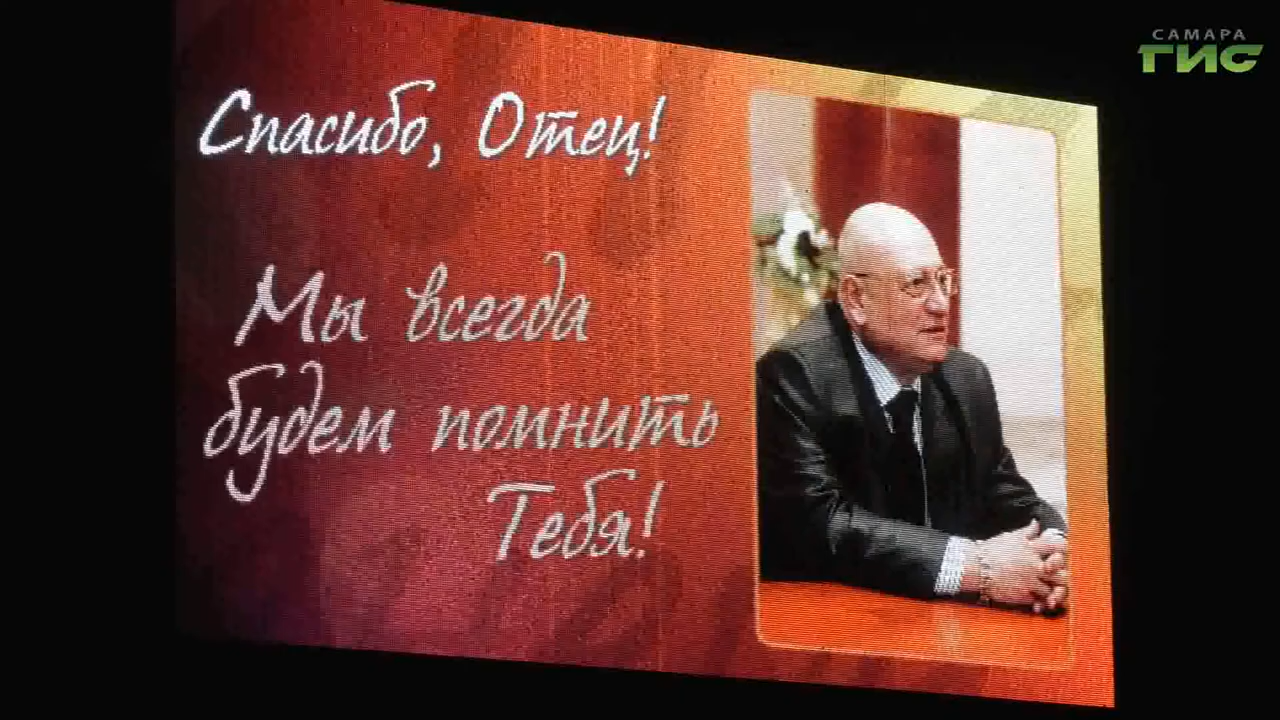 САМАРА
ГИС
Спасибо, Отец!
Мы всегда
будем помнить
Тебя!